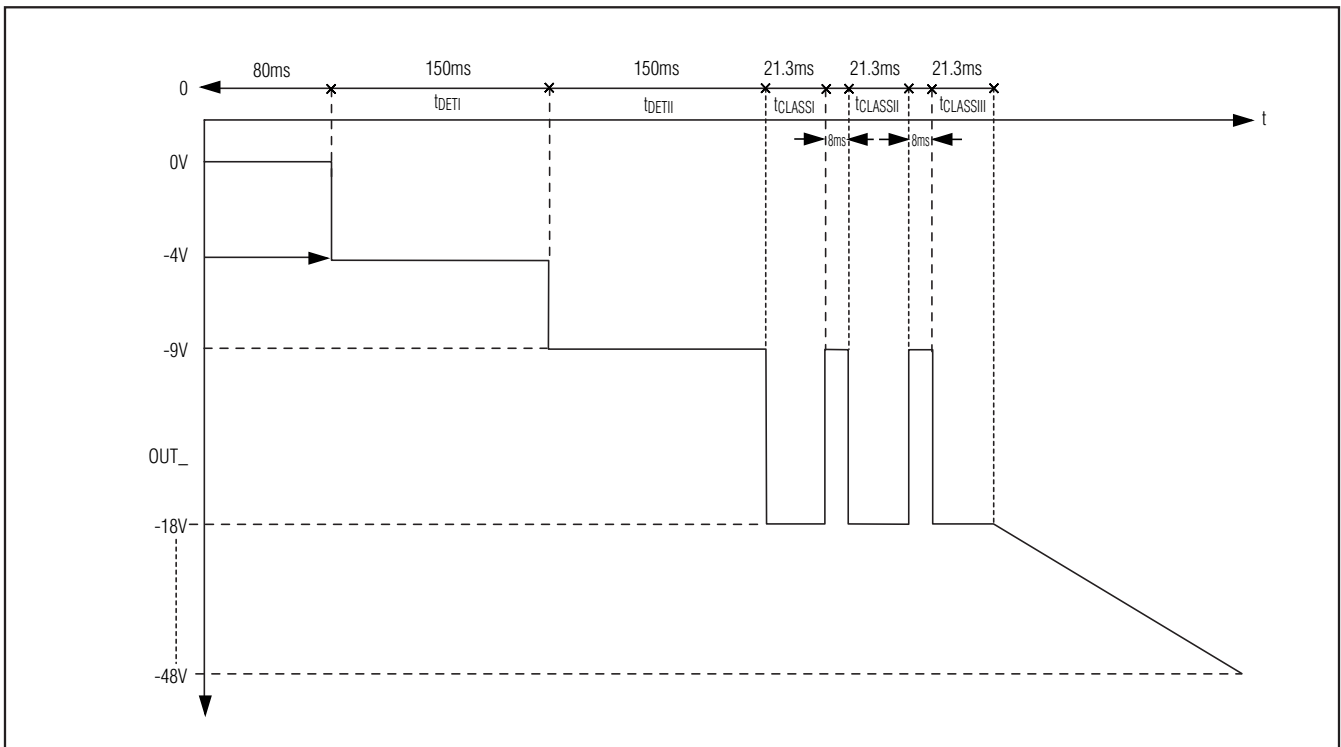 80ms 150ms 150ms 21.3ms 21.3ms 21.3ms
0
tDETI tDETII tCLASSI tCLASSII tCLASSIII
t
8ms 8ms
0V
-4V
-9V
OUT_
-18V
-48V